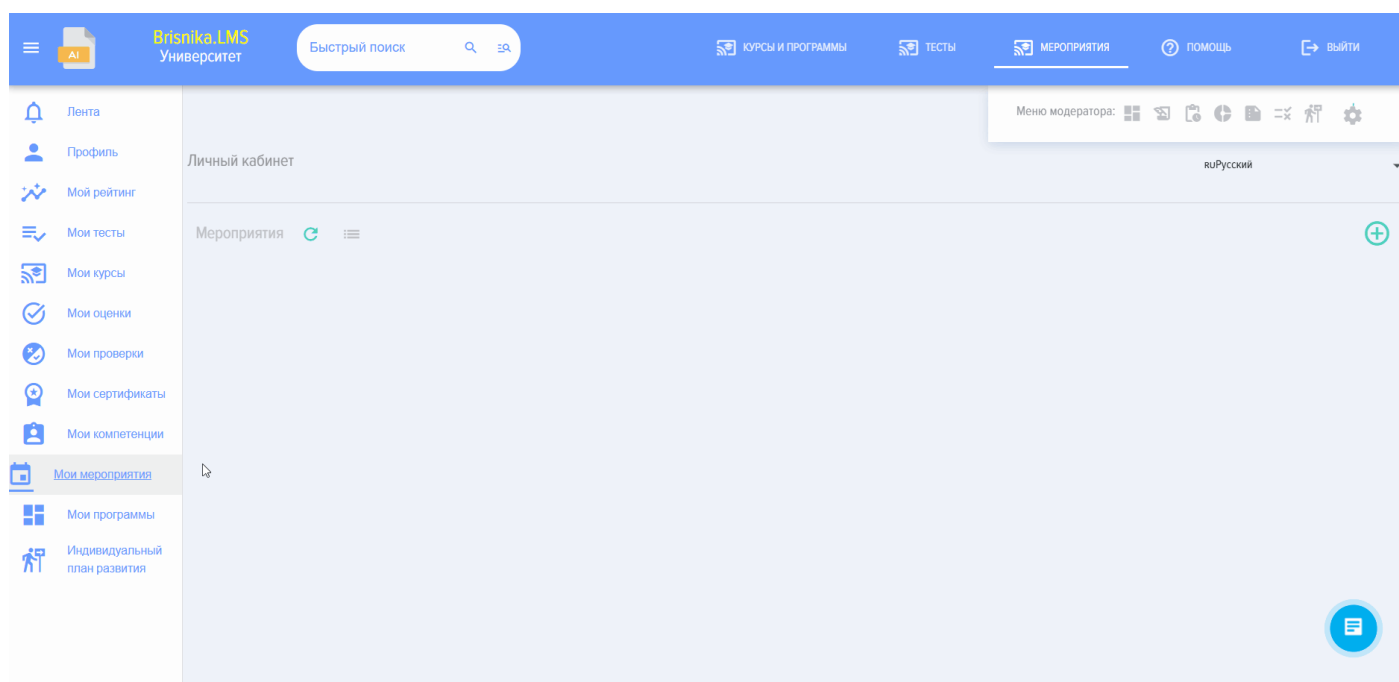 AI
Brisnika.LMS
Университет
Быстрый поиск
КУРСЫ И ПРОГРАММЫ
ТЕСТЫ
МЕРОПРИЯТИЯ
ПОМОЩЬ
ВЫЙТИ
Меню модератора:
Лента
Профиль
Мой рейтинг
Мои тесты
Мои курсы
Мои оценки
Мои проверки
Мои сертификаты
Мои компетенции
Мои мероприятия
Мои программы
Индивидуальный
план развития
Личный кабинет
RUРусский
Мероприятия